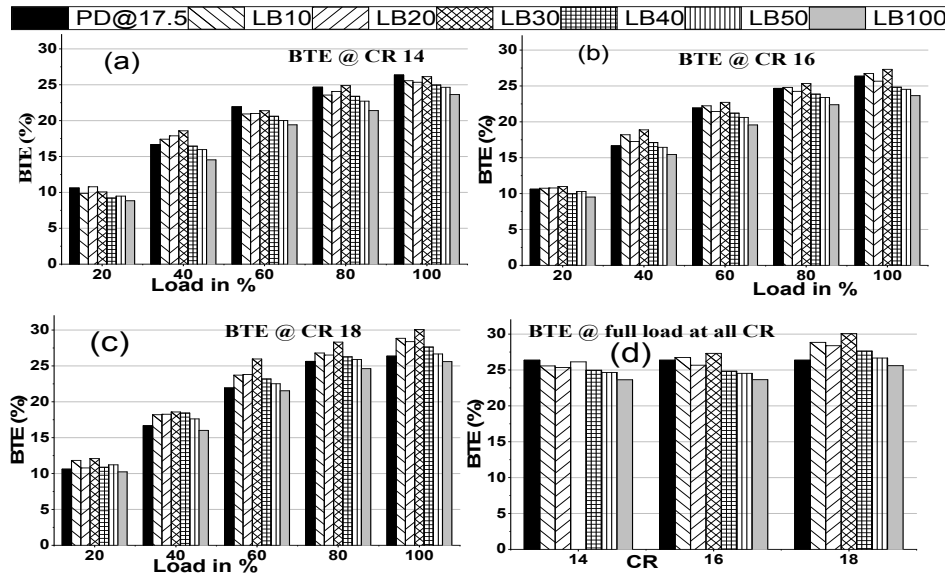 PD@17.5 LB10 LB20 LB30 LB40 LB50 LB100
(a) BTE @ CR 14
30
25
20
15
10
5
0
BTE (%)
20 40 60 80 100
Load in %
(b) BTE @ CR 16
30
25
20
15
10
5
0
BTE (%)
20 40 60 80 100
Load in %
(c) BTE @ CR 18
30
25
20
15
10
5
0
BTE (%)
20 40 60 80 100
Load in %
BTE @ full load at all CR
(d)
30
25
20
15
10
5
0
BTE (%)
14 16 18
CR